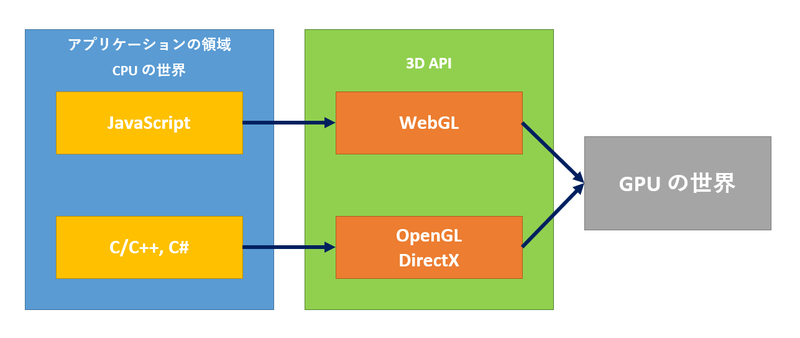 アプリケーションの領域
CPU の世界
JavaScript
C/C++, C#
3D API
WebGL
OpenGL
DirectX
GPU の世界